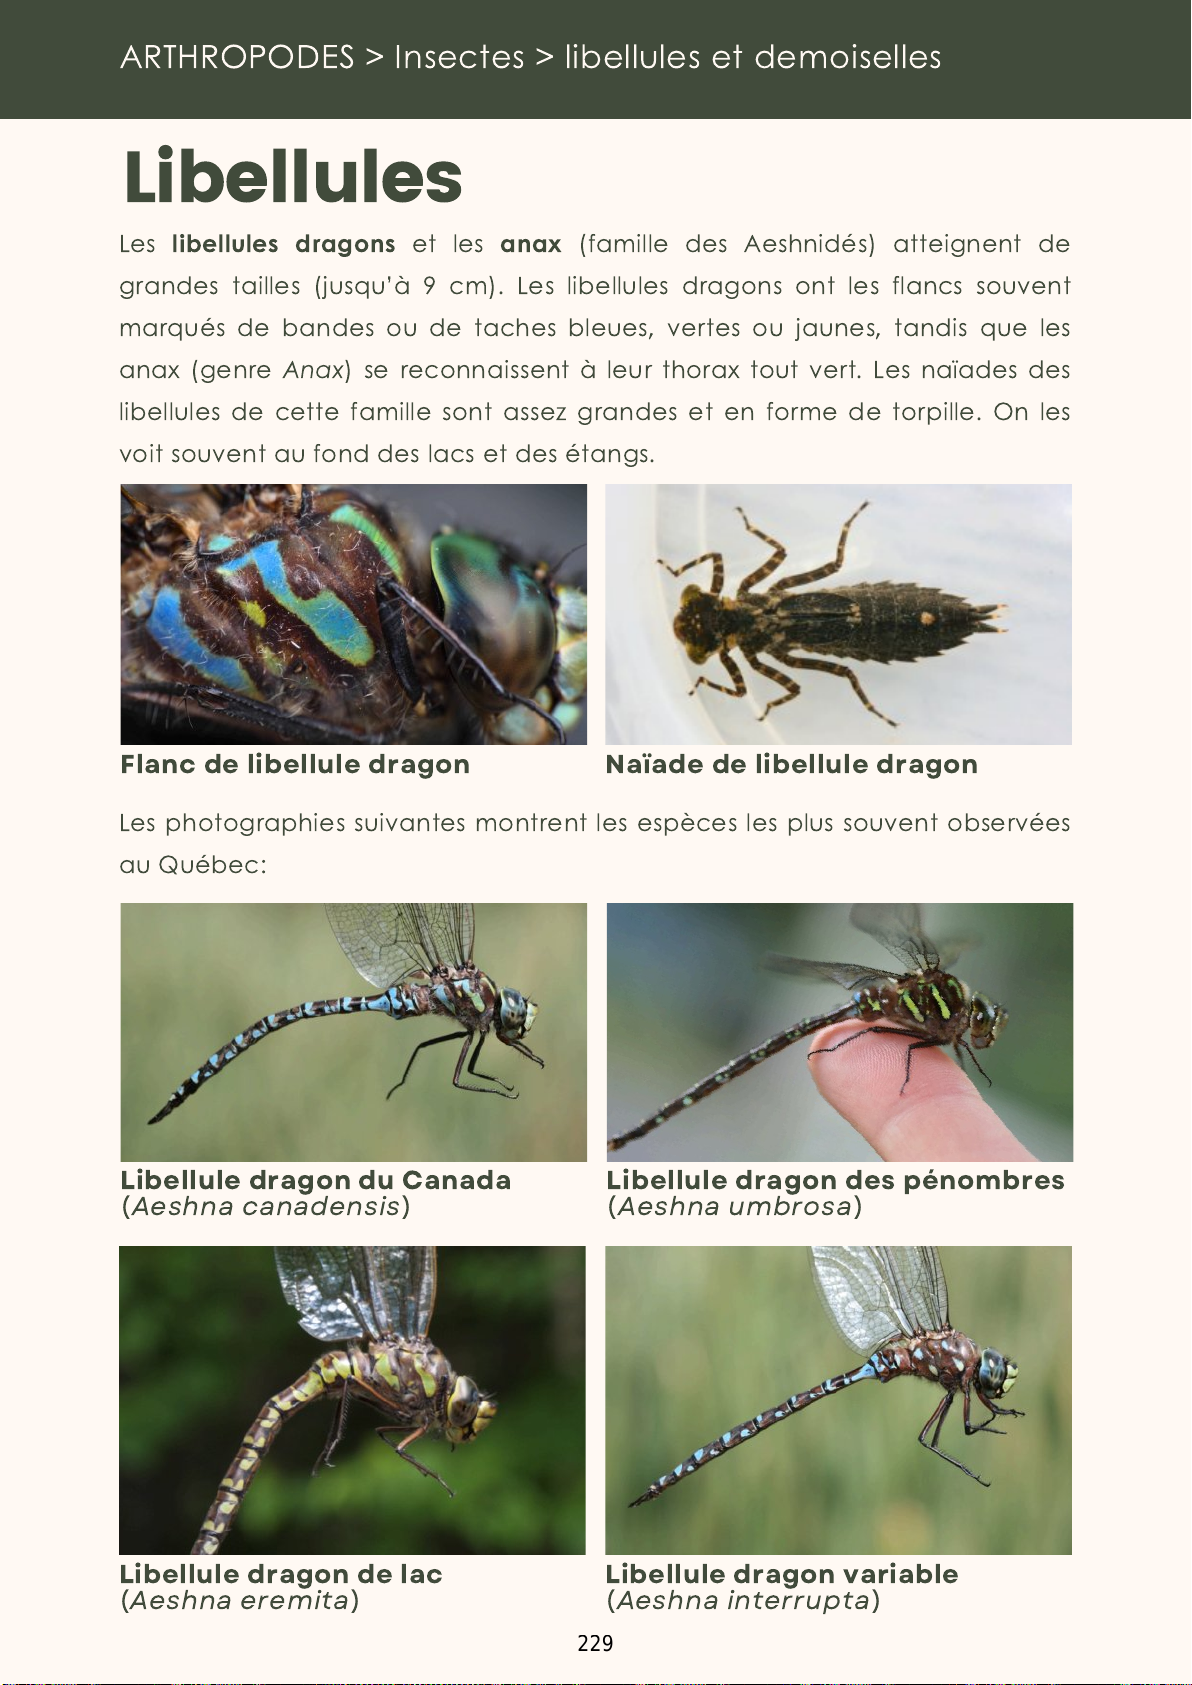 ARTHROPODES > Insectes > libellules et demoiselles
Libellules
Les libellules dragons et les anax (famille des Aeshnidés) atteignent de
grandes tailles (jusqu'à 9 cm). Les libellules dragons ont les flancs souvent
marqués de bandes ou de taches bleues, vertes ou jaunes, tandis que les
anax (genre Anax) se reconnaissent à leur thorax tout vert. Les naïades des
libellules de cette famille sont assez grandes et en forme de torpille. On les
voit souvent au fond des lacs et des étangs.
Flanc de libellule dragon
Naïade de libellule dragon
Les photographies suivantes montrent les espèces les plus souvent observées
au Québec:
Libellule dragon du Canada
(Aeshna canadensis)
Libellule dragon des pénombres
(Aeshna umbrosa)
Libellule dragon de lac
(Aeshna eremita)
Libellule dragon variable
(Aeshna interrupta)
229